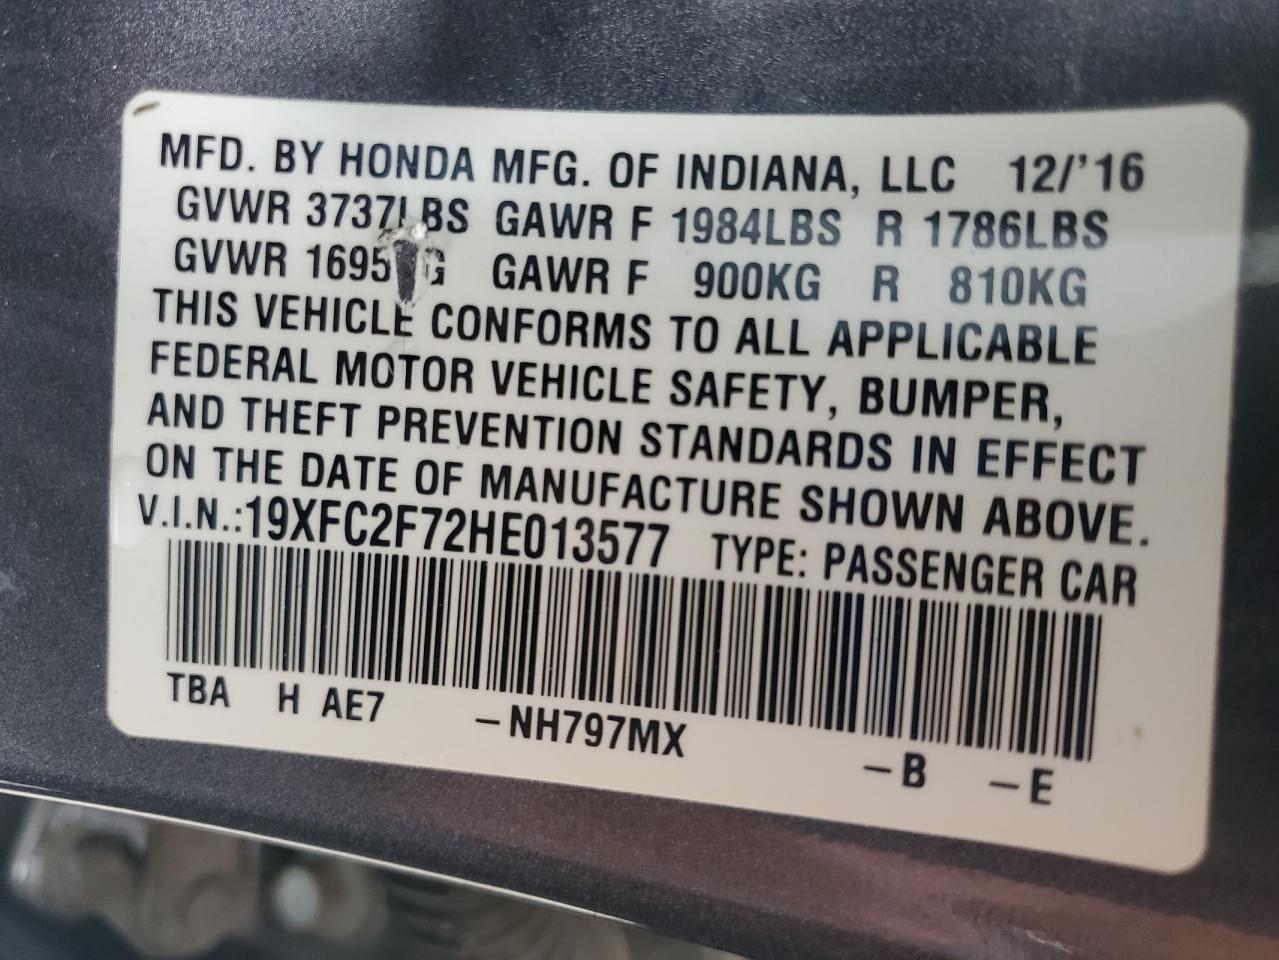 MFD. BY HONDA MFG. OF INDIANA, LLC 12/'16
GVWR 3737LBS GAWR F 1984LBS R 1786LBS
GVWR 1695KG GAWR F 900KG R 810KG
THIS VEHICLE CONFORMS TO ALL APPLICABLE
FEDERAL MOTOR VEHICLE SAFETY, BUMPER,
AND THEFT PREVENTION STANDARDS IN EFFECT
ON THE DATE OF MANUFACTURE SHOWN ABOVE.
V.I.N.:19XFC2F72HE013577 TYPE: PASSENGER CAR
TBA H AE7 –NH797MX –B –E